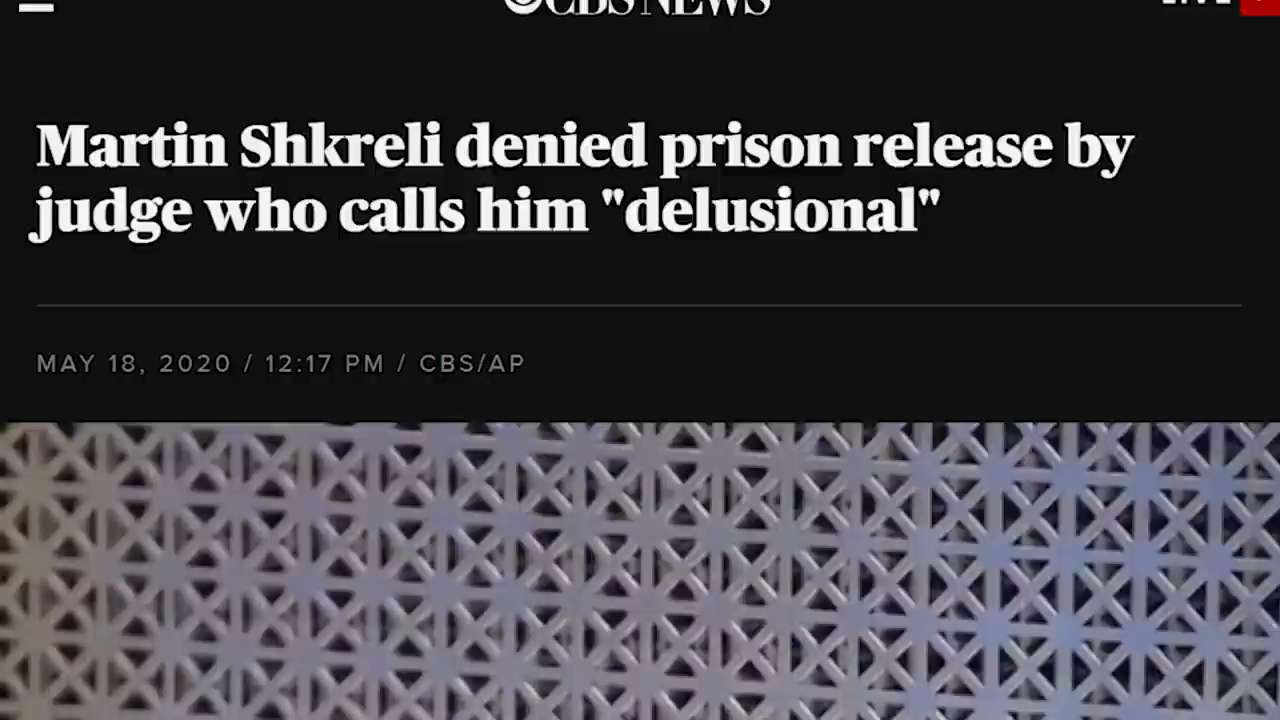 CBS NEWS
LIVE
Martin Shkreli denied prison release by
judge who calls him "delusional"
MAY 18, 2020 / 12:17 PM / CBS/AP